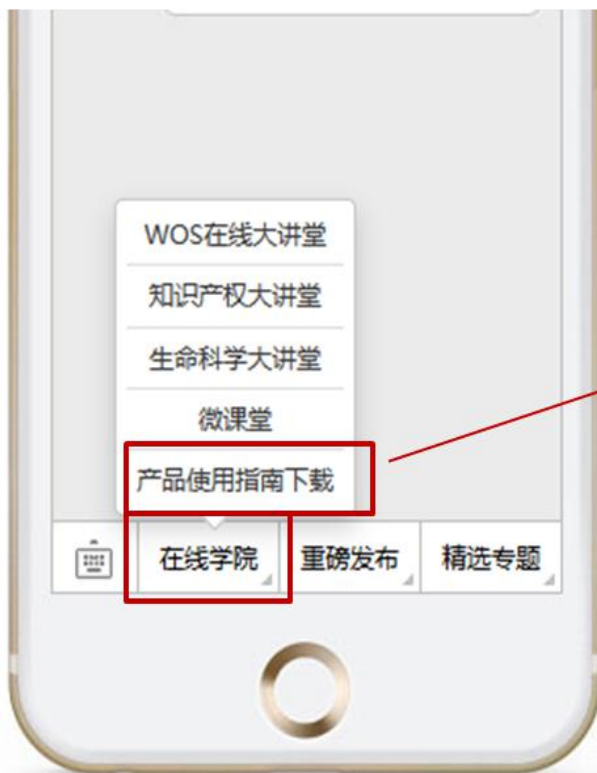 WOS在线大讲堂
知识产权大讲堂
生命科学大讲堂
微课堂
产品使用指南下载
在线学院 重磅发布 精选专题